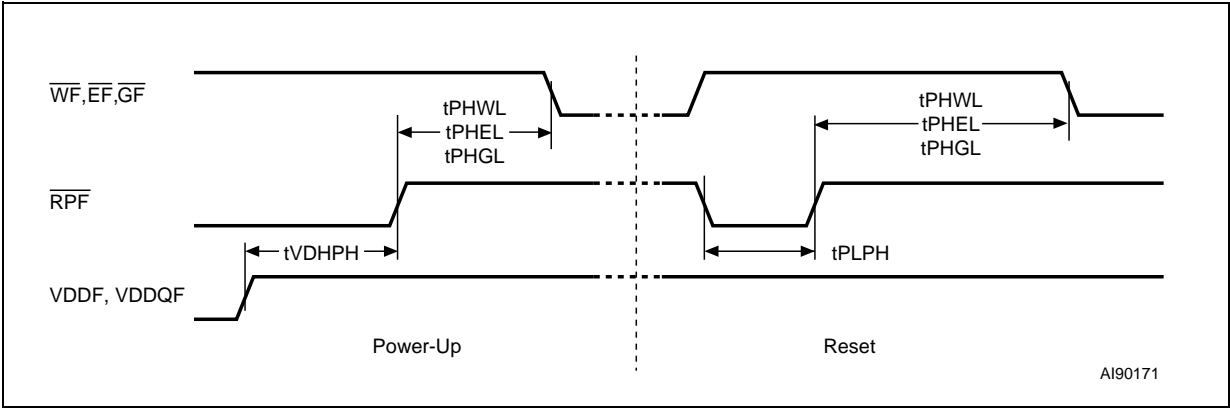 WF,EF,GF
tPHWL
tPHEL
tPHGL
tPHWL
tPHEL
tPHGL
RPF
tVDHPH
tPLPH
VDDF, VDDQF
Power-Up
Reset
AI90171